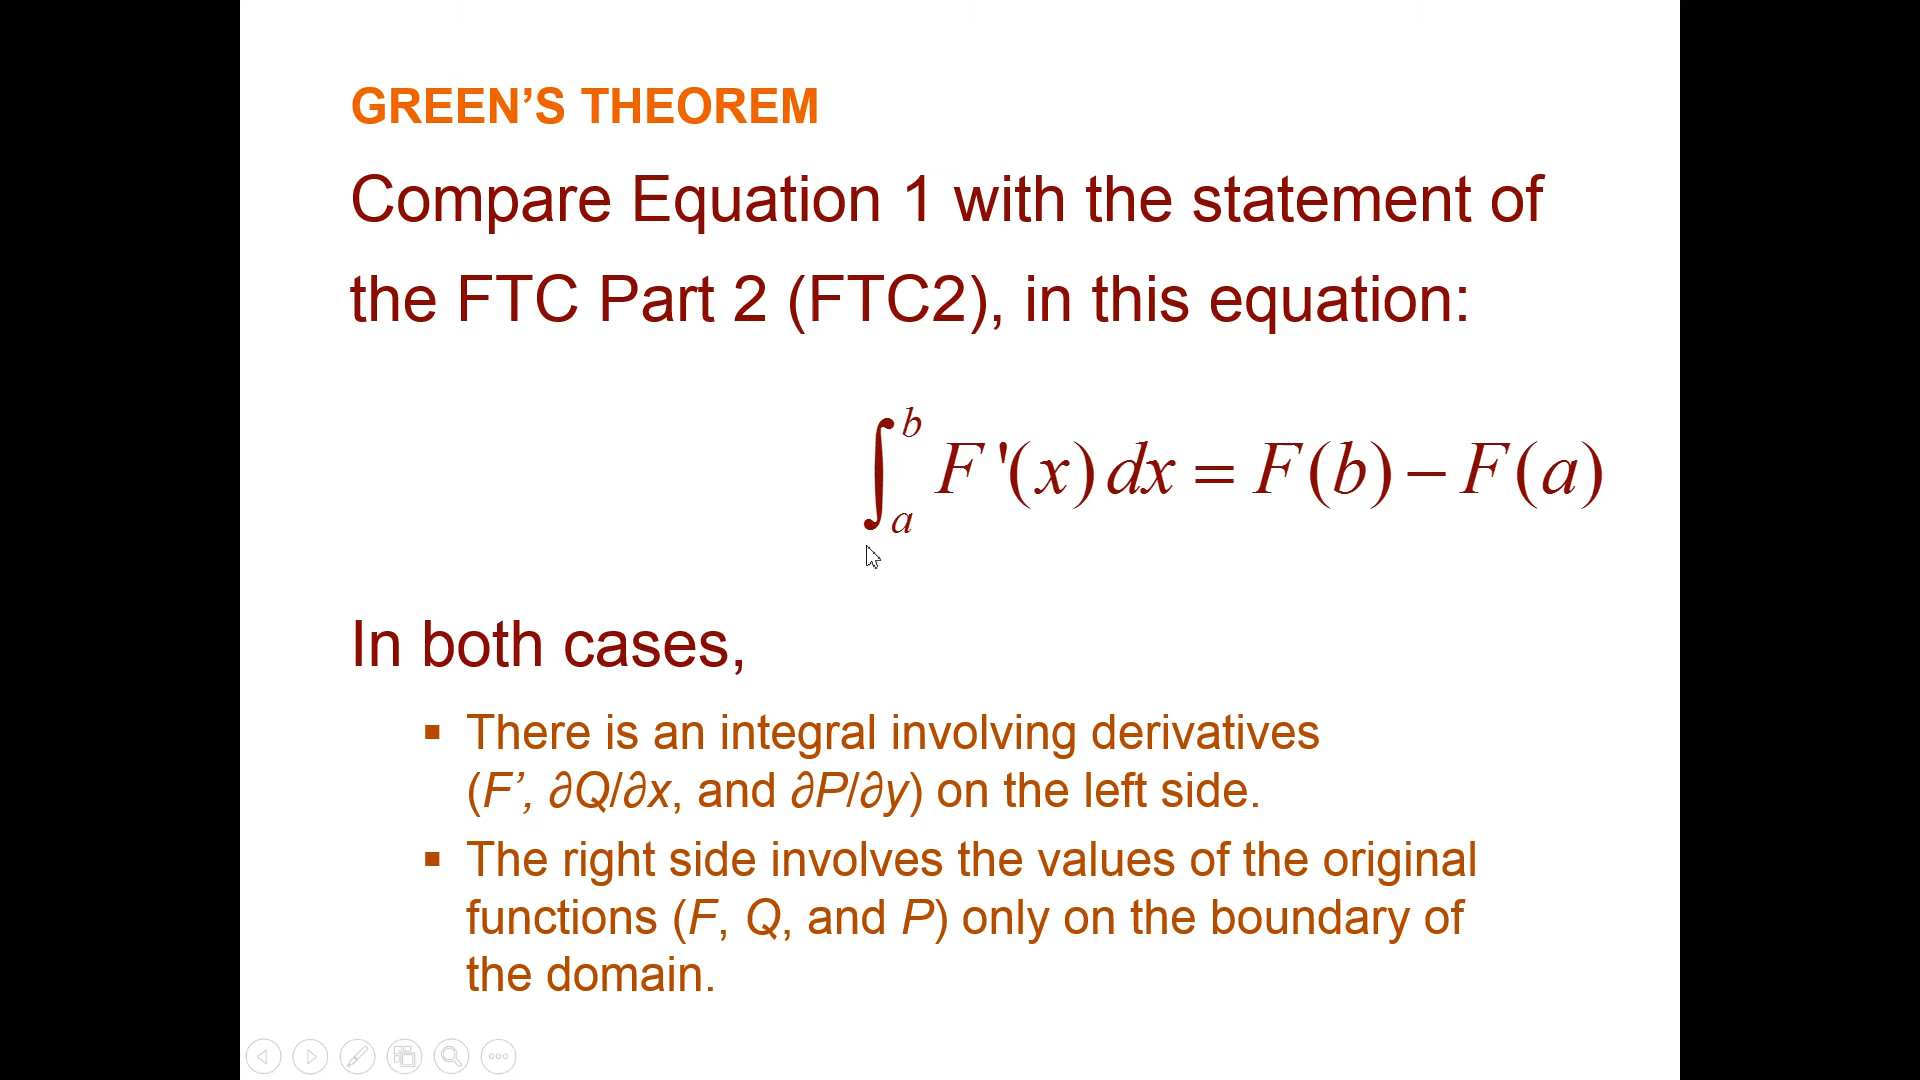 GREEN’S THEOREM
Compare Equation 1 with the statement of
the FTC Part 2 (FTC2), in this equation:
∫_a^b F'(x) dx = F(b) − F(a)
In both cases,
▪ There is an integral involving derivatives
(F’, ∂Q/∂x, and ∂P/∂y) on the left side.
▪ The right side involves the values of the original
functions (F, Q, and P) only on the boundary of
the domain.